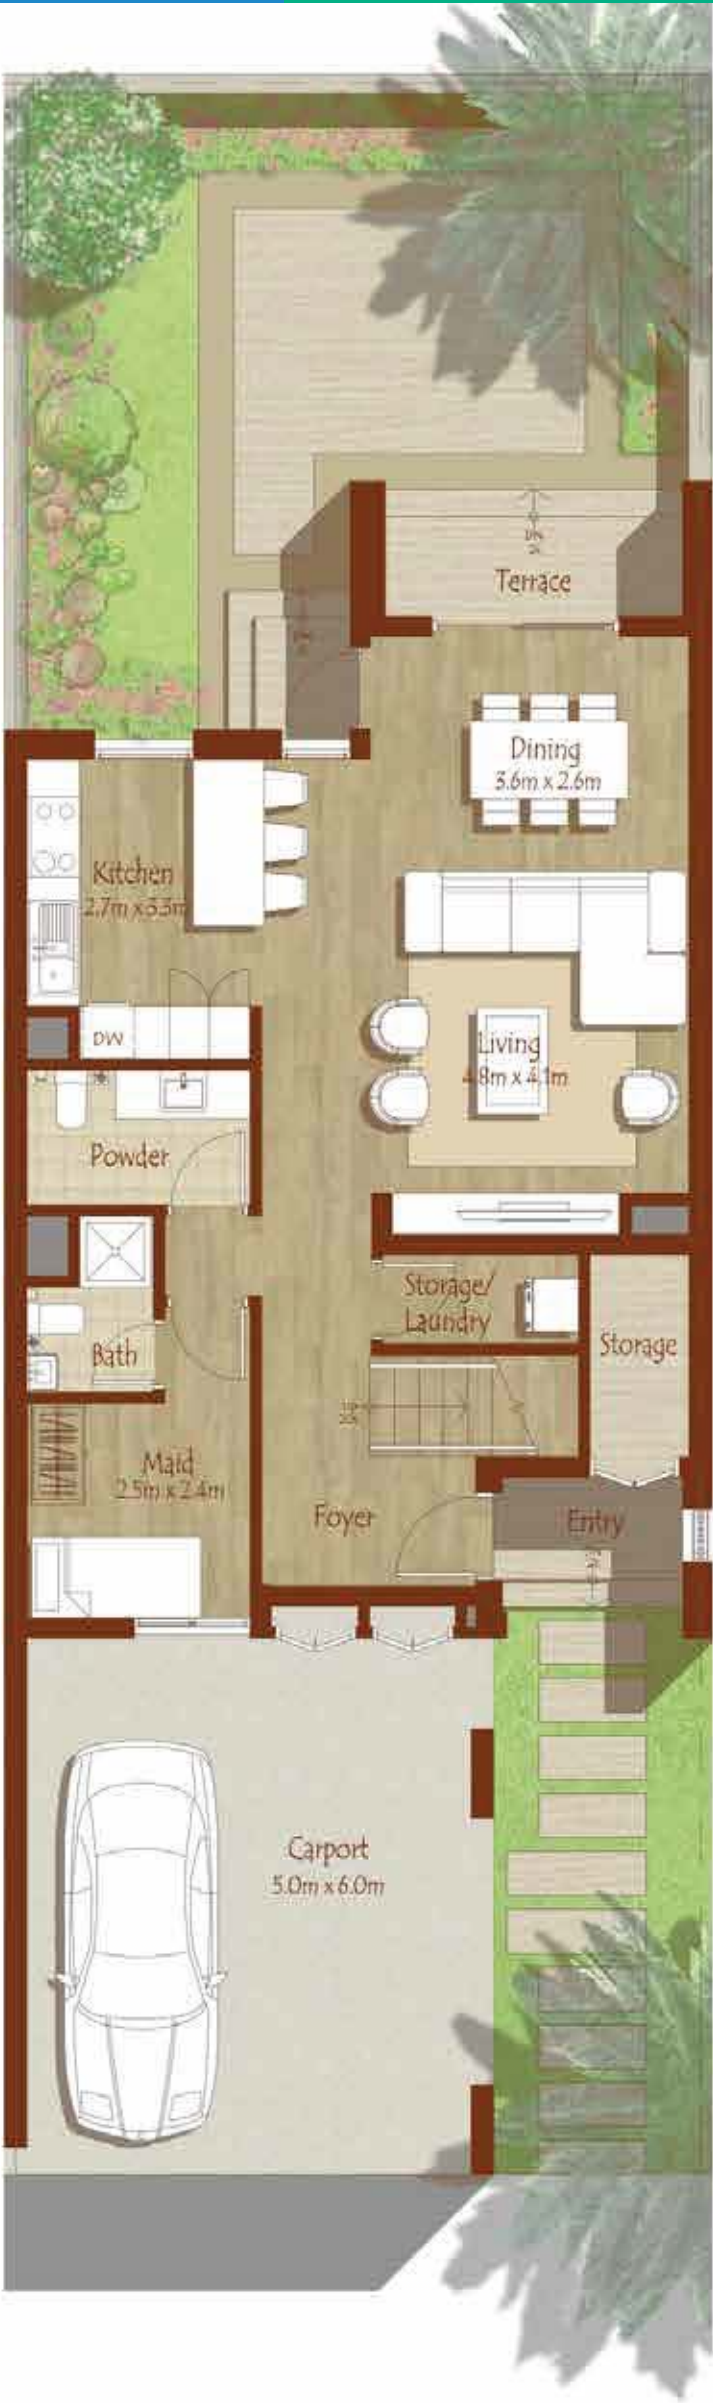 Terrace
Dining
3.6m x 2.6m
Kitchen
2.7m x 3.3m
DW
Living
4.8m x 4.1m
Powder
Storage/
Laundry
Storage
Bath
Maid
2.5m x 2.4m
Foyer
Entry
Carport
5.0m x 6.0m